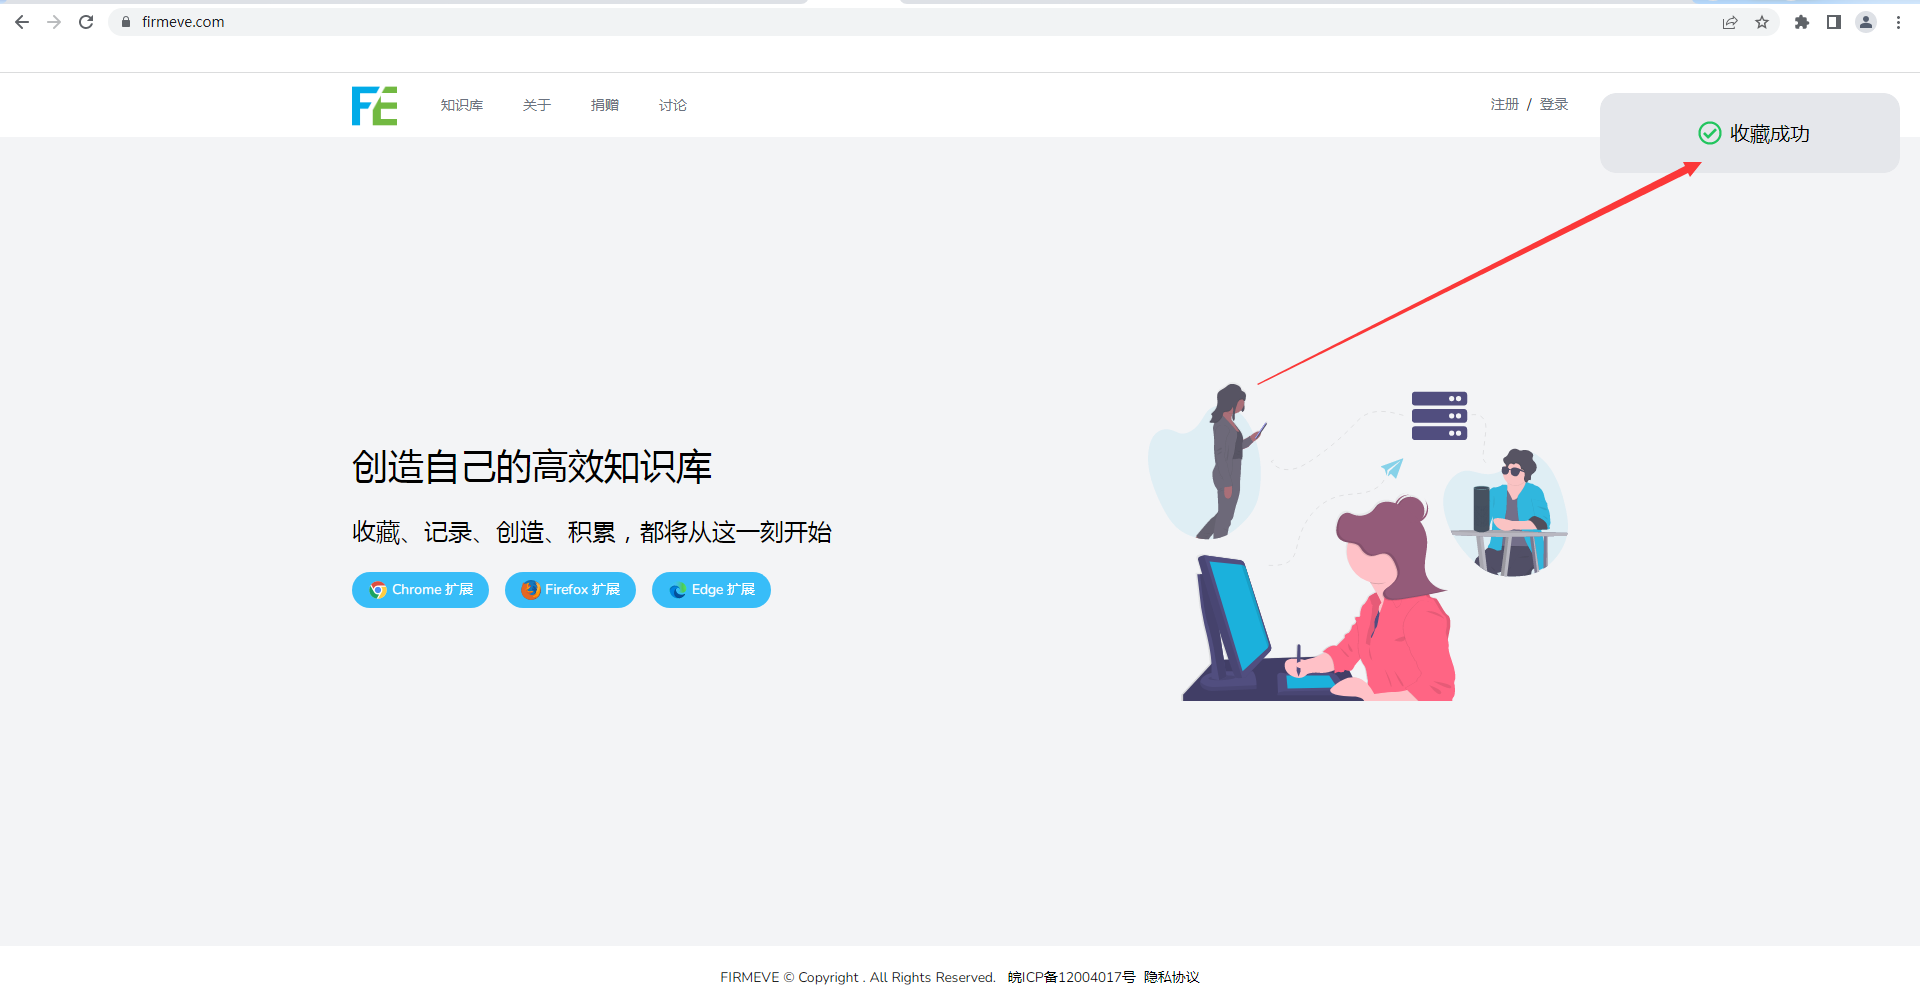 firmeve.com
FE 知识库 关于 捐赠 讨论 注册 / 登录
收藏成功
创造自己的高效知识库
收藏、记录、创造、积累，都将从这一刻开始
Chrome 扩展 Firefox 扩展 Edge 扩展
FIRMEVE © Copyright . All Rights Reserved. 皖ICP备12004017号 隐私协议